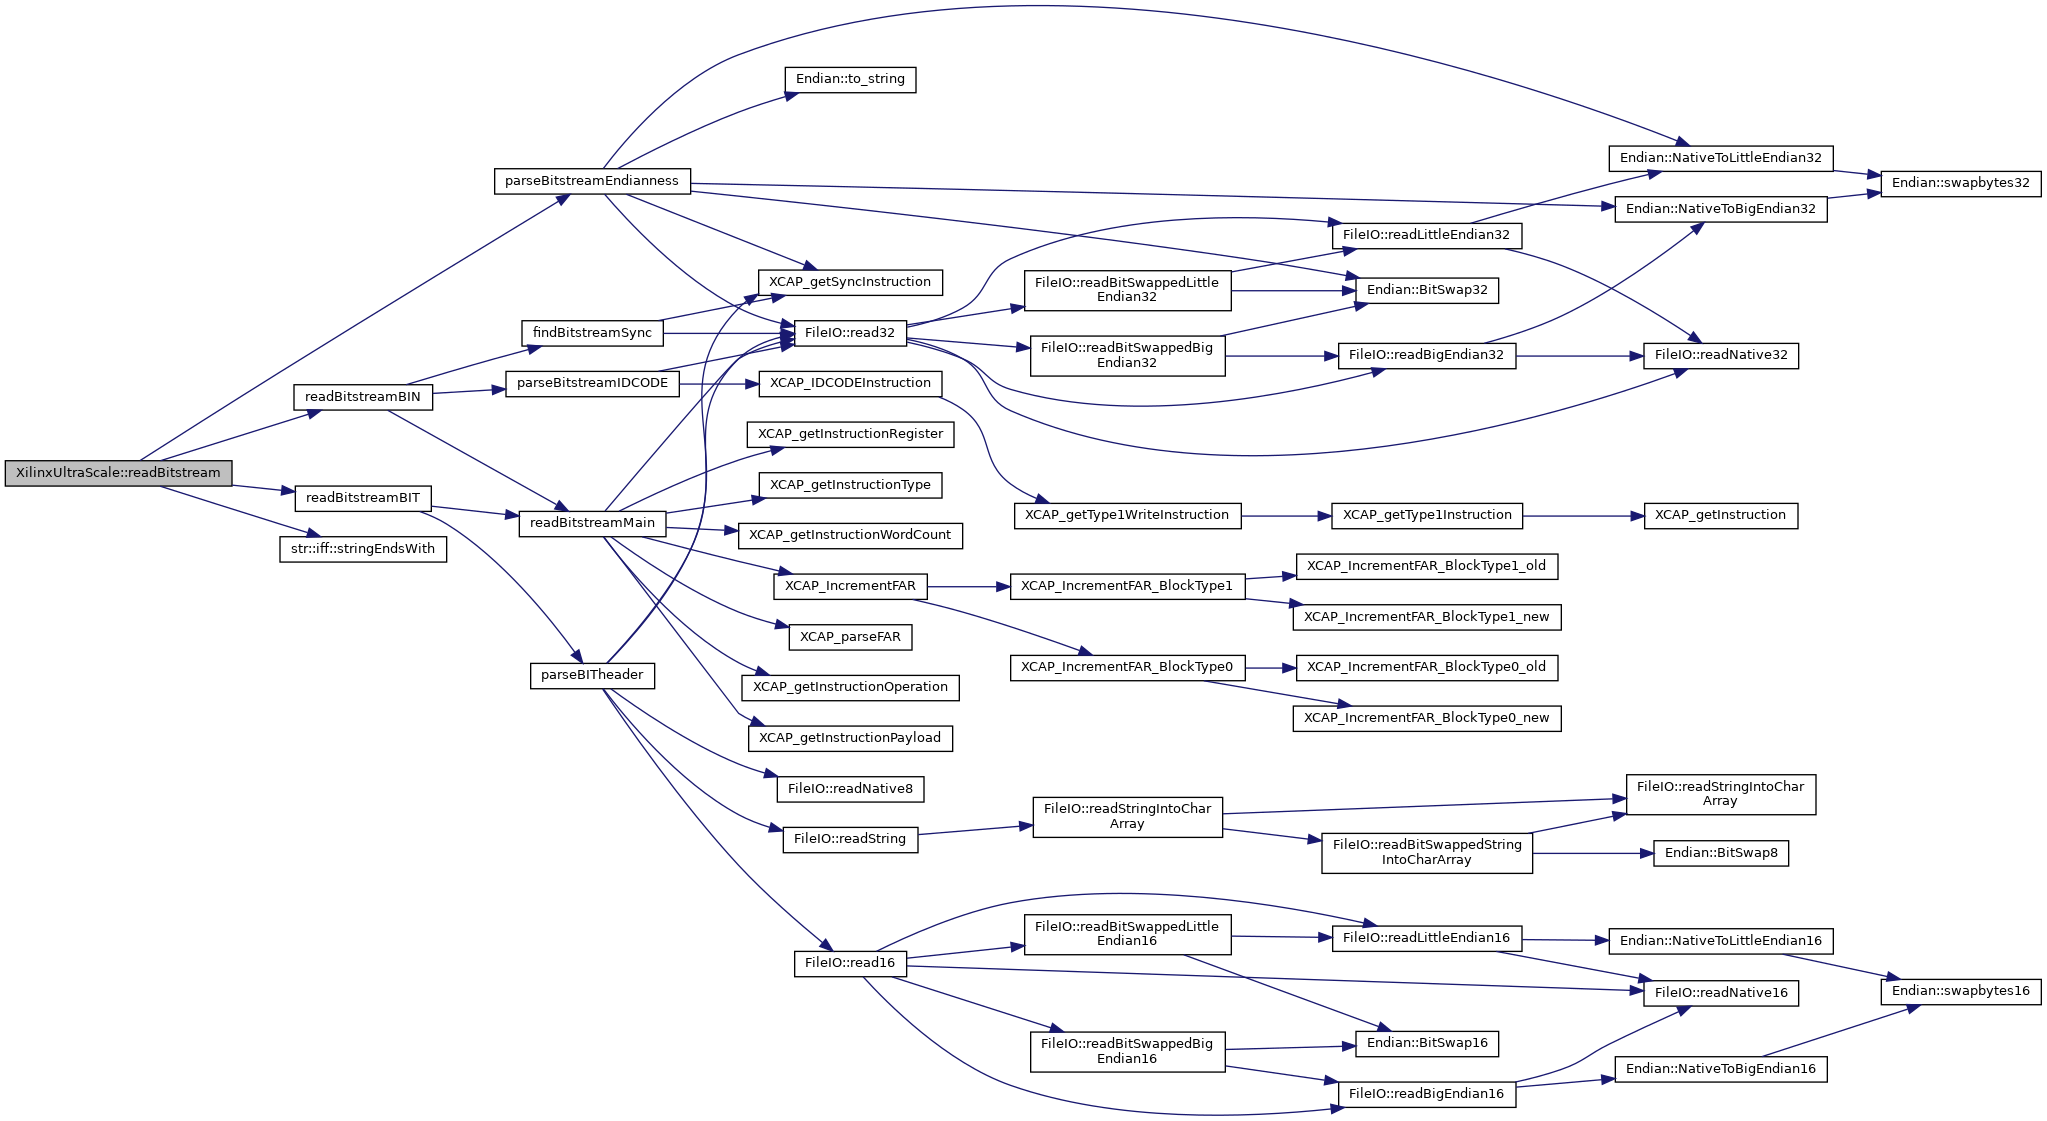 XilinxUltraScale::readBitstream
parseBitstreamEndianness
readBitstreamBIN
readBitstreamBIT
str::iff::stringEndsWith
findBitstreamSync
parseBitstreamIDCODE
readBitstreamMain
parseBITheader
Endian::to_string
XCAP_getSyncInstruction
FileIO::read32
XCAP_IDCODEInstruction
XCAP_getInstructionRegister
XCAP_getInstructionType
XCAP_getInstructionWordCount
XCAP_IncrementFAR
XCAP_parseFAR
XCAP_getInstructionOperation
XCAP_getInstructionPayload
FileIO::readNative8
FileIO::readString
FileIO::read16
FileIO::readBitSwappedLittle
Endian32
FileIO::readBitSwappedBig
Endian32
XCAP_getType1WriteInstruction
XCAP_IncrementFAR_BlockType1
XCAP_IncrementFAR_BlockType0
FileIO::readStringIntoChar
Array
FileIO::readBitSwappedLittle
Endian16
FileIO::readBitSwappedBig
Endian16
FileIO::readLittleEndian32
Endian::BitSwap32
FileIO::readBigEndian32
XCAP_getType1Instruction
XCAP_IncrementFAR_BlockType1_old
XCAP_IncrementFAR_BlockType1_new
XCAP_IncrementFAR_BlockType0_old
XCAP_IncrementFAR_BlockType0_new
FileIO::readBitSwappedString
IntoCharArray
FileIO::readLittleEndian16
Endian::BitSwap16
FileIO::readBigEndian16
Endian::NativeToLittleEndian32
Endian::NativeToBigEndian32
FileIO::readNative32
XCAP_getInstruction
FileIO::readStringIntoChar
Array
Endian::BitSwap8
Endian::NativeToLittleEndian16
FileIO::readNative16
Endian::NativeToBigEndian16
Endian::swapbytes32
Endian::swapbytes16